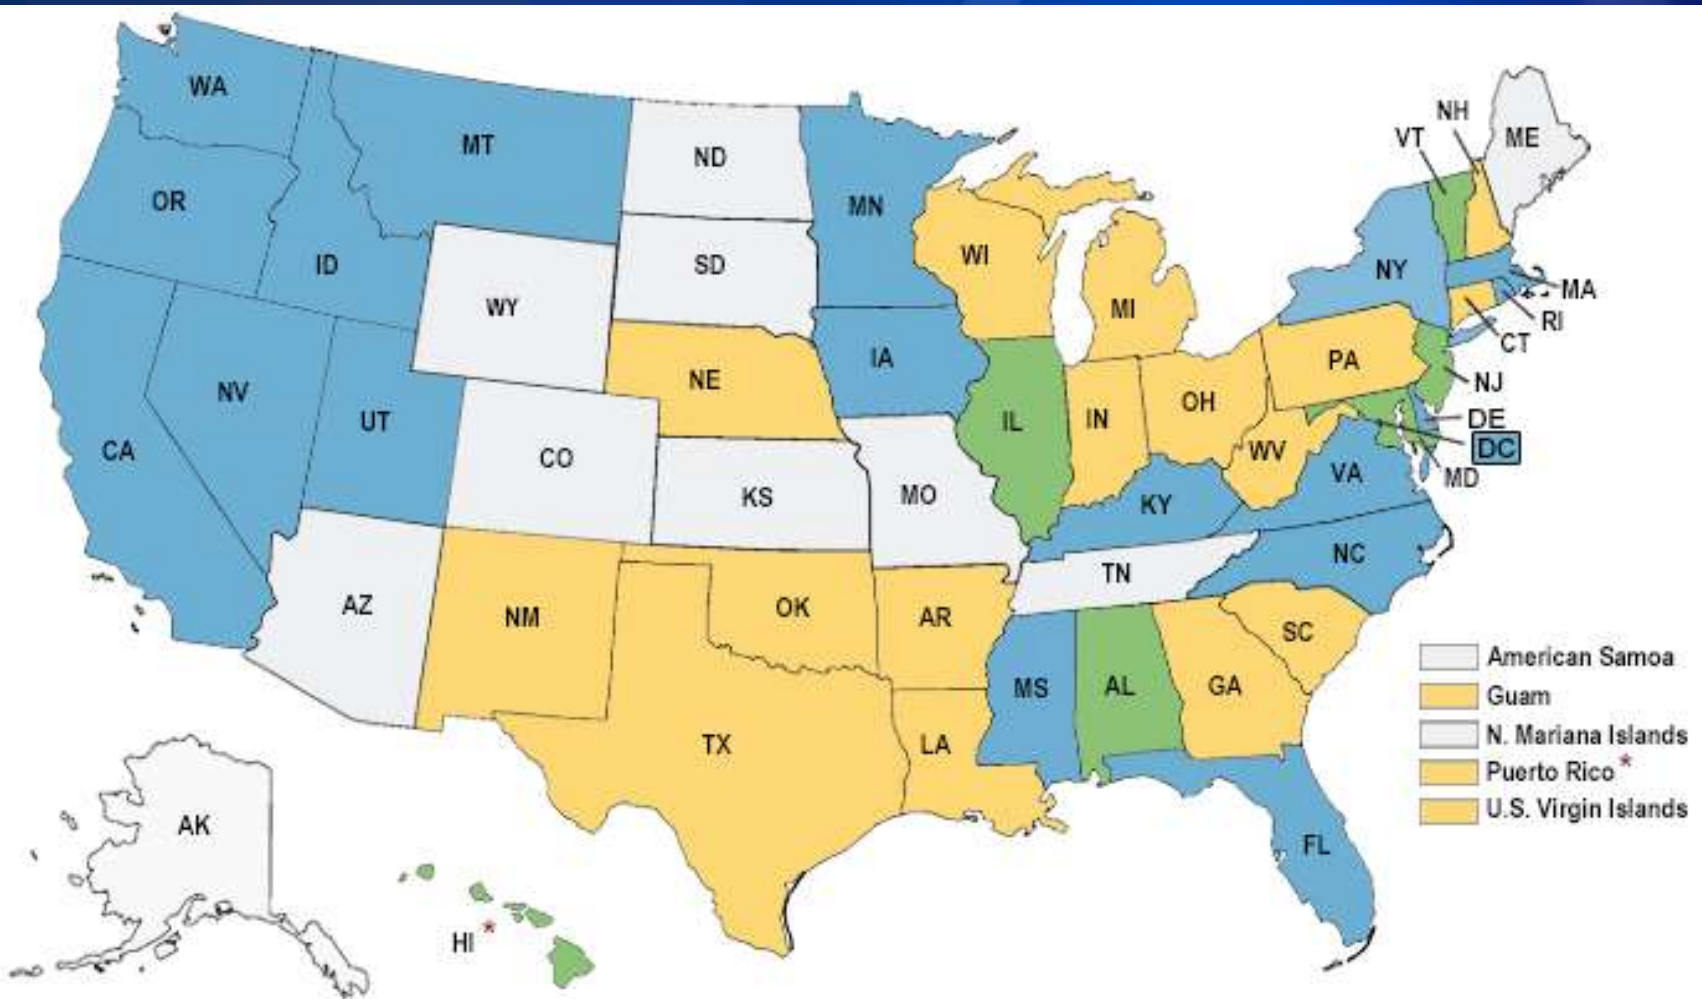 WA
MT
ND
MN
OR
ID
SD
WI
MI
WY
NE
IA
NV
UT
CA
CO
KS
MO
IL
IN
OH
PA
WV
KY
VA
NC
TN
AZ
NM
OK
AR
SC
MS
AL
GA
TX
LA
FL
AK
HI *
NH
VT
ME
NY
MA
RI
CT
NJ
DE
DC
MD
American Samoa
Guam
N. Mariana Islands
Puerto Rico *
U.S. Virgin Islands